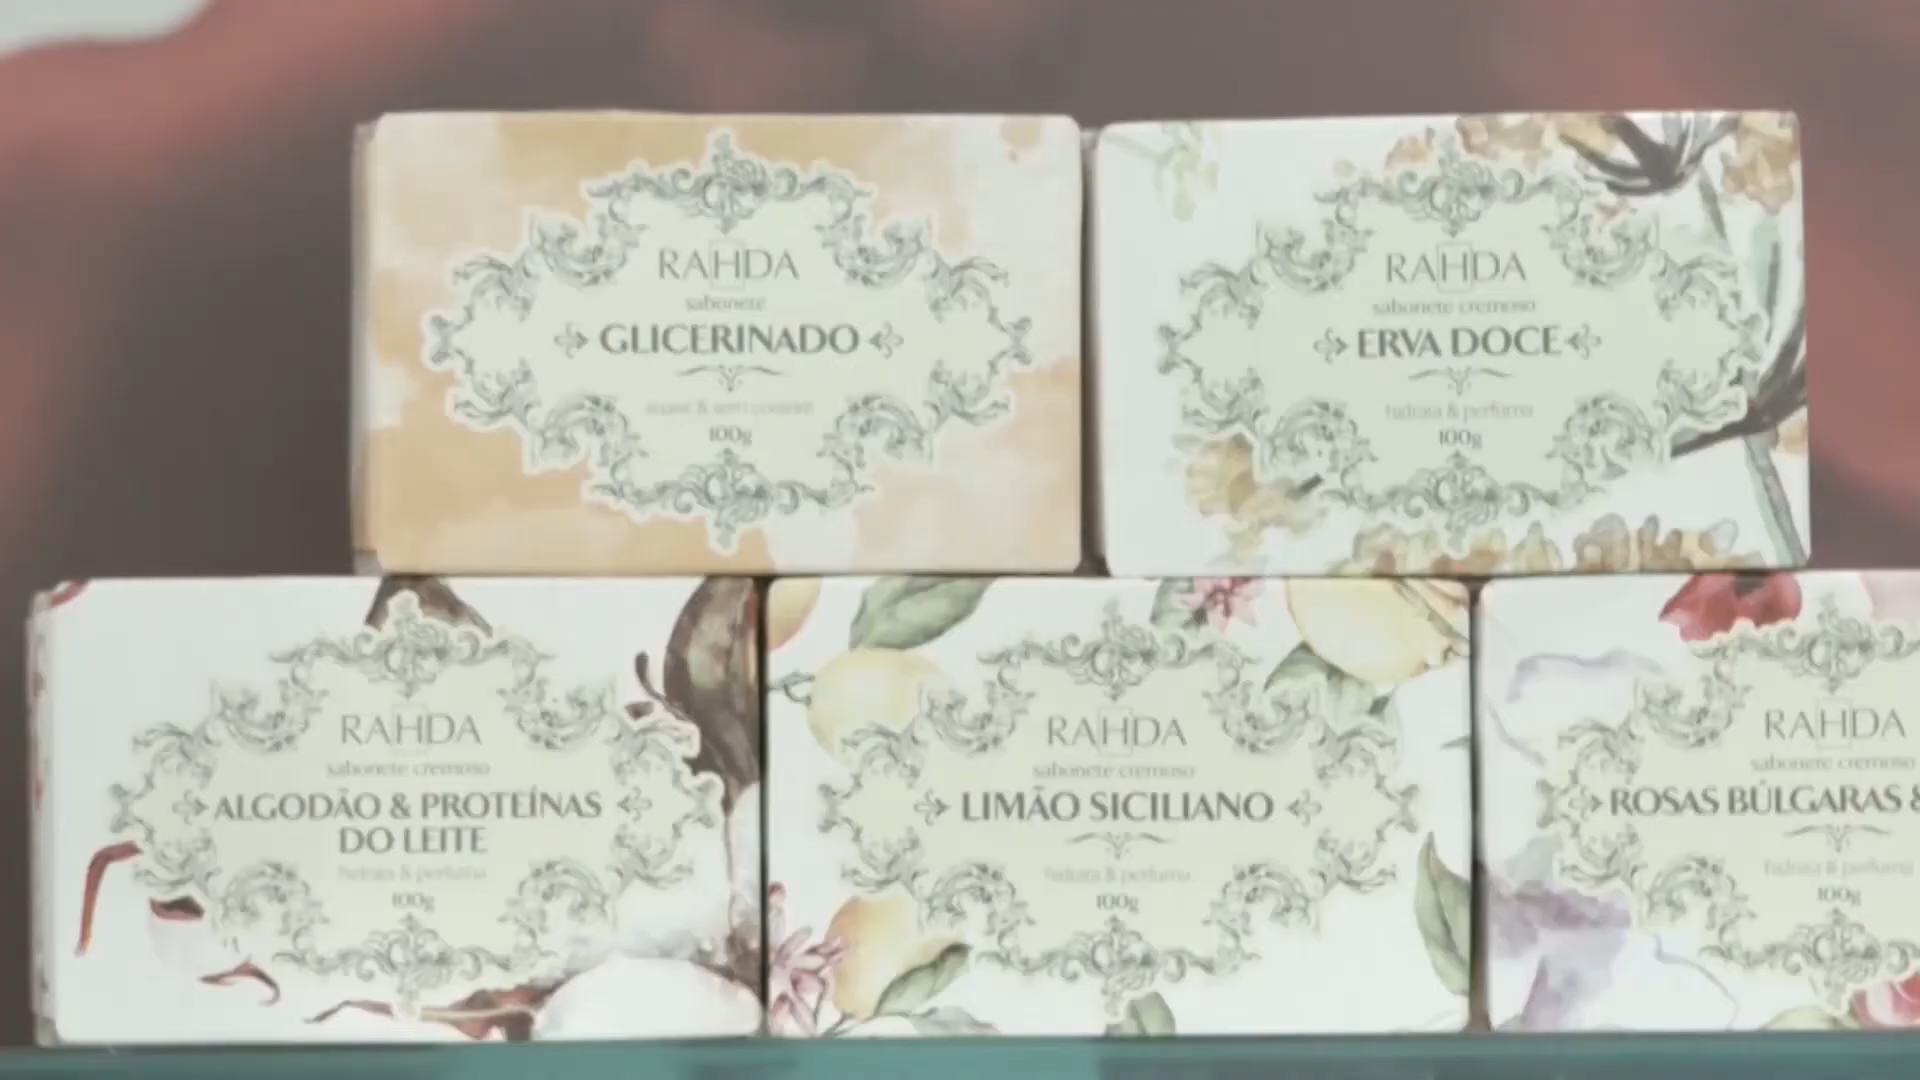 RAHDA
sabonete
GLICERINADO
100g
RAHDA
sabonete cremoso
ERVA DOCE
hidrata & perfuma
100g
RAHDA
sabonete cremoso
ALGODÃO & PROTEÍNAS
DO LEITE
hidrata & perfuma
100g
RAHDA
sabonete cremoso
LIMÃO SICILIANO
hidrata & perfuma
100g
RAHDA
sabonete cremoso
ROSAS BÚLGARAS &
hidrata & perfuma
100g